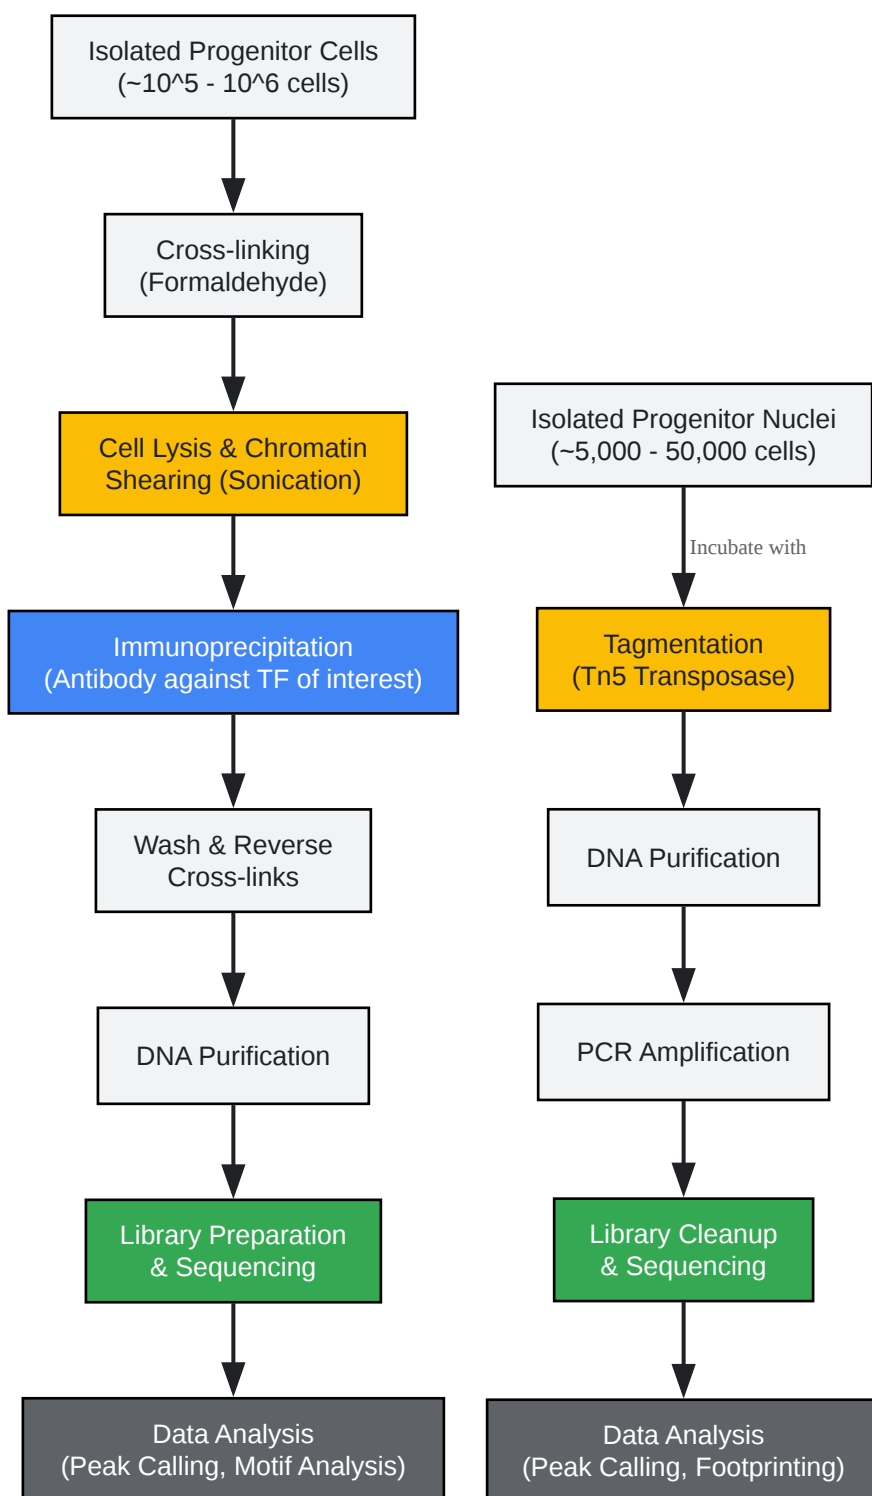 Isolated Progenitor Cells
(~10^5 - 10^6 cells)
Cross-linking
(Formaldehyde)
Cell Lysis & Chromatin
Shearing (Sonication)
Immunoprecipitation
(Antibody against TF of interest)
Wash & Reverse
Cross-links
DNA Purification
Library Preparation
& Sequencing
Data Analysis
(Peak Calling, Motif Analysis)
Isolated Progenitor Nuclei
(~5,000 - 50,000 cells)
Incubate with
Tagmentation
(Tn5 Transposase)
DNA Purification
PCR Amplification
Library Cleanup
& Sequencing
Data Analysis
(Peak Calling, Footprinting)